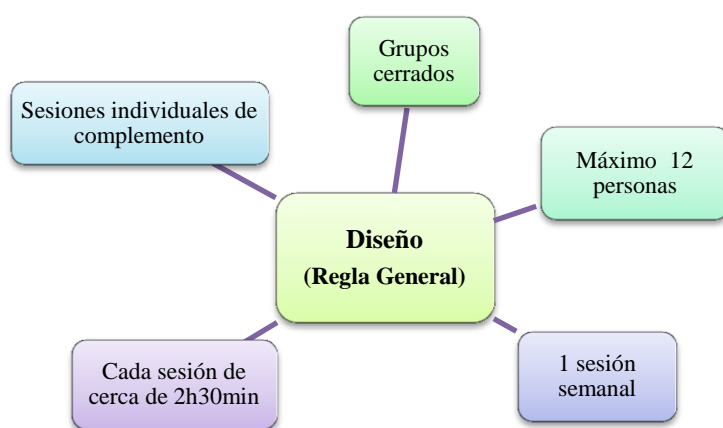 Grupos
cerrados
Sesiones individuales de
complemento
Máximo 12
personas
Diseño
(Regla General)
Cada sesión de
cerca de 2h30min
1 sesión
semanal